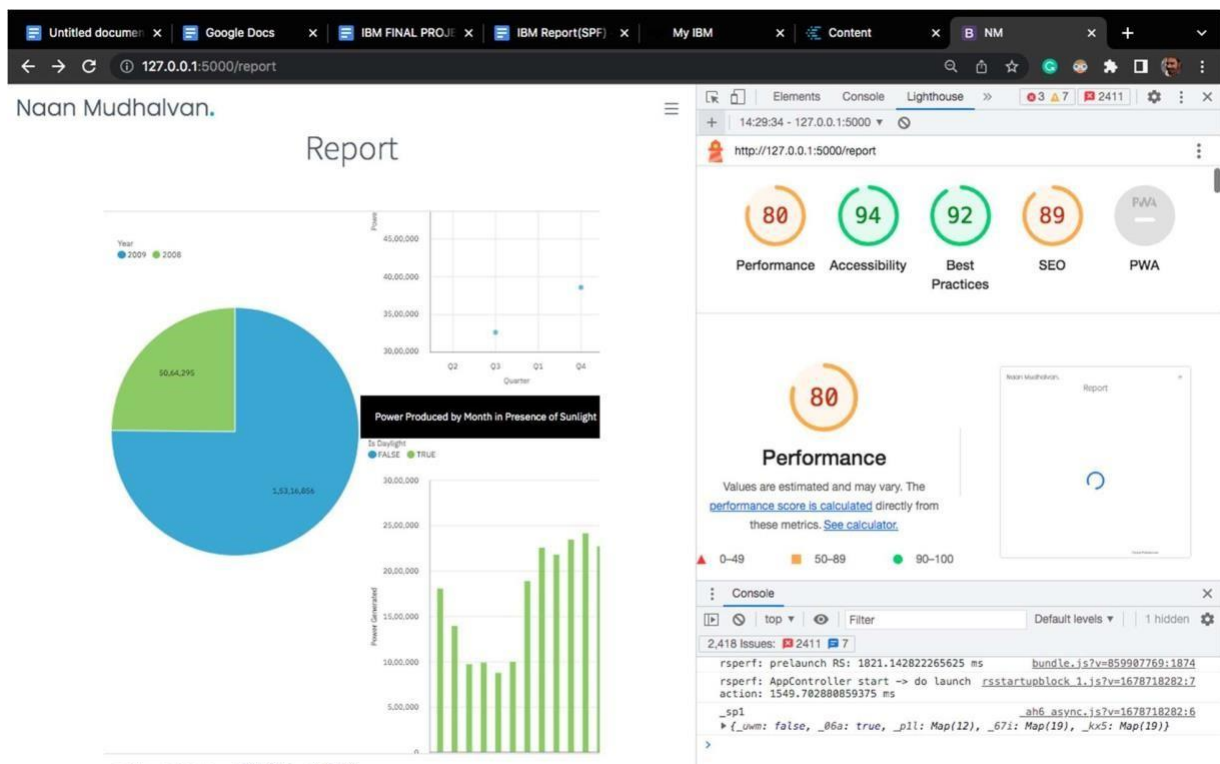 Untitled documen
Google Docs
IBM FINAL PROJE
IBM Report(SPF)
My IBM
Content
NM
127.0.0.1:5000/report
Naan Mudhalvan.
Report
Year
2009 2008
50,64,295
1,53,16,856
Powe
45,00,000
40,00,000
35,00,000
30,00,000
Q2 Q3 Q1 Q4
Quarter
Power Produced by Month in Presence of Sunlight
Is Daylight
FALSE TRUE
Power Generated
30,00,000
25,00,000
20,00,000
15,00,000
10,00,000
5,00,000
0
Elements Console Lighthouse » 3 7 2411
+ 14:29:34 - 127.0.0.1:5000
http://127.0.0.1:5000/report
80 94 92 89 PWA
Performance Accessibility Best Practices SEO PWA
80
Performance
Values are estimated and may vary. The
performance score is calculated directly from
these metrics. See calculator.
0–49 50–89 90–100
Naan Mudhalvan.
Report
Console
top Filter Default levels 1 hidden
2,418 Issues: 2411 7
rsperf: prelaunch RS: 1821.142822265625 ms bundle.js?v=859907769:1874
rsperf: AppController start -> do launch rsstartupblock_1.js?v=1678718282:7
action: 1549.702880859375 ms
_sp1 _ah6_async.js?v=1678718282:6
{_uwm: false, _06a: true, _pll: Map(12), _67i: Map(19), _kx5: Map(19)}